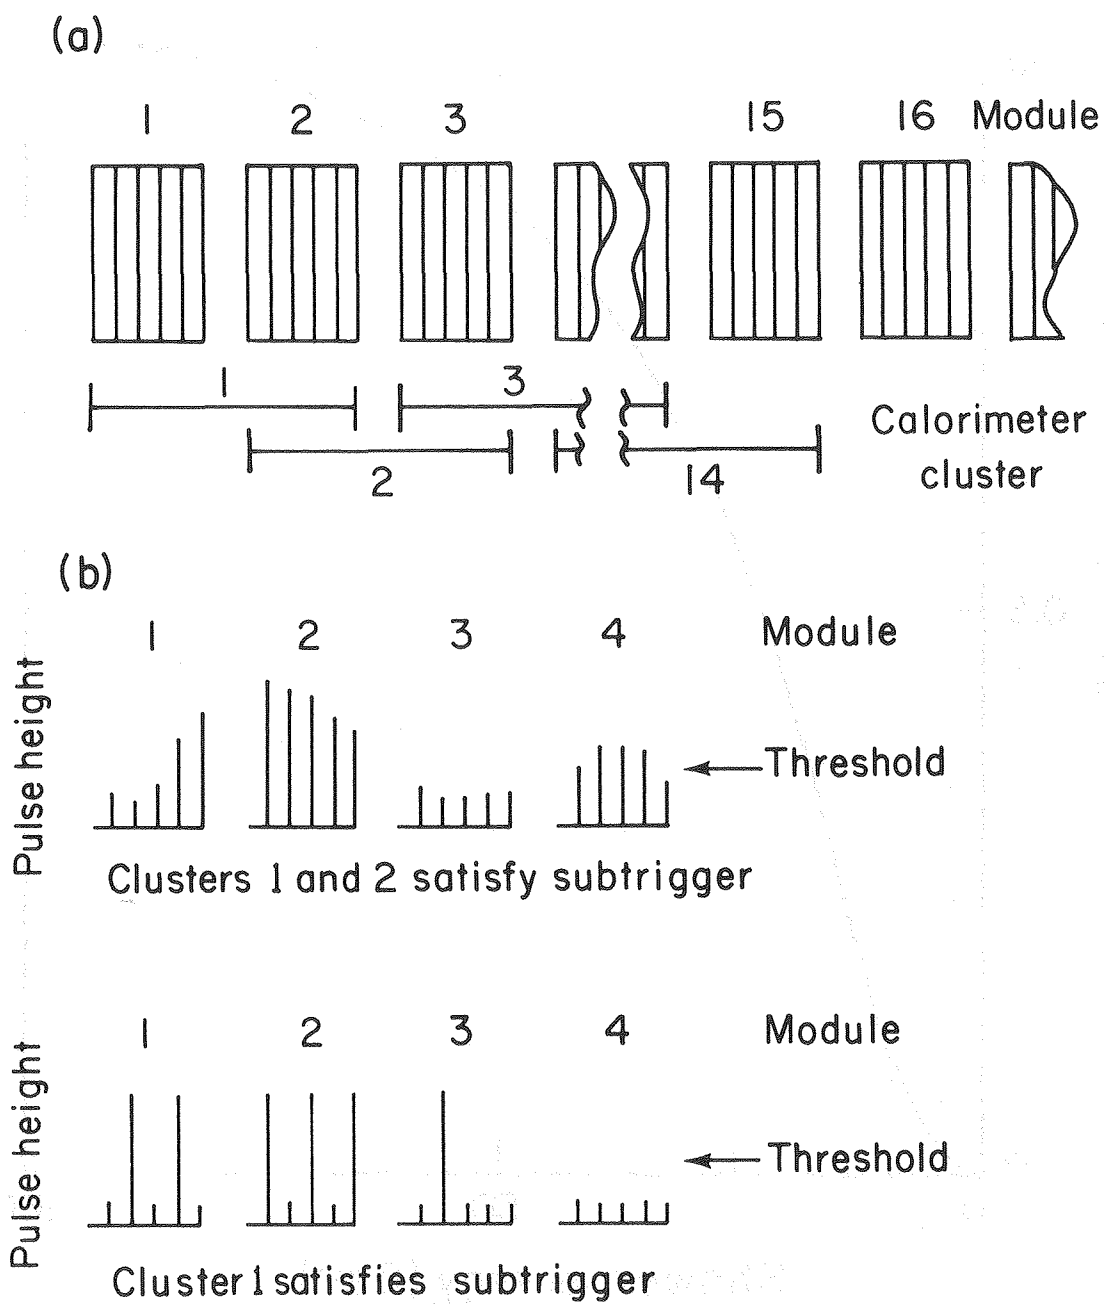 (a)
1 2 3 15 16 Module
1 3
Calorimeter
2 14
cluster
(b)
1 2 3 4 Module
Pulse height
Threshold
Clusters 1 and 2 satisfy subtrigger
1 2 3 4 Module
Pulse height
Threshold
Cluster 1 satisfies subtrigger